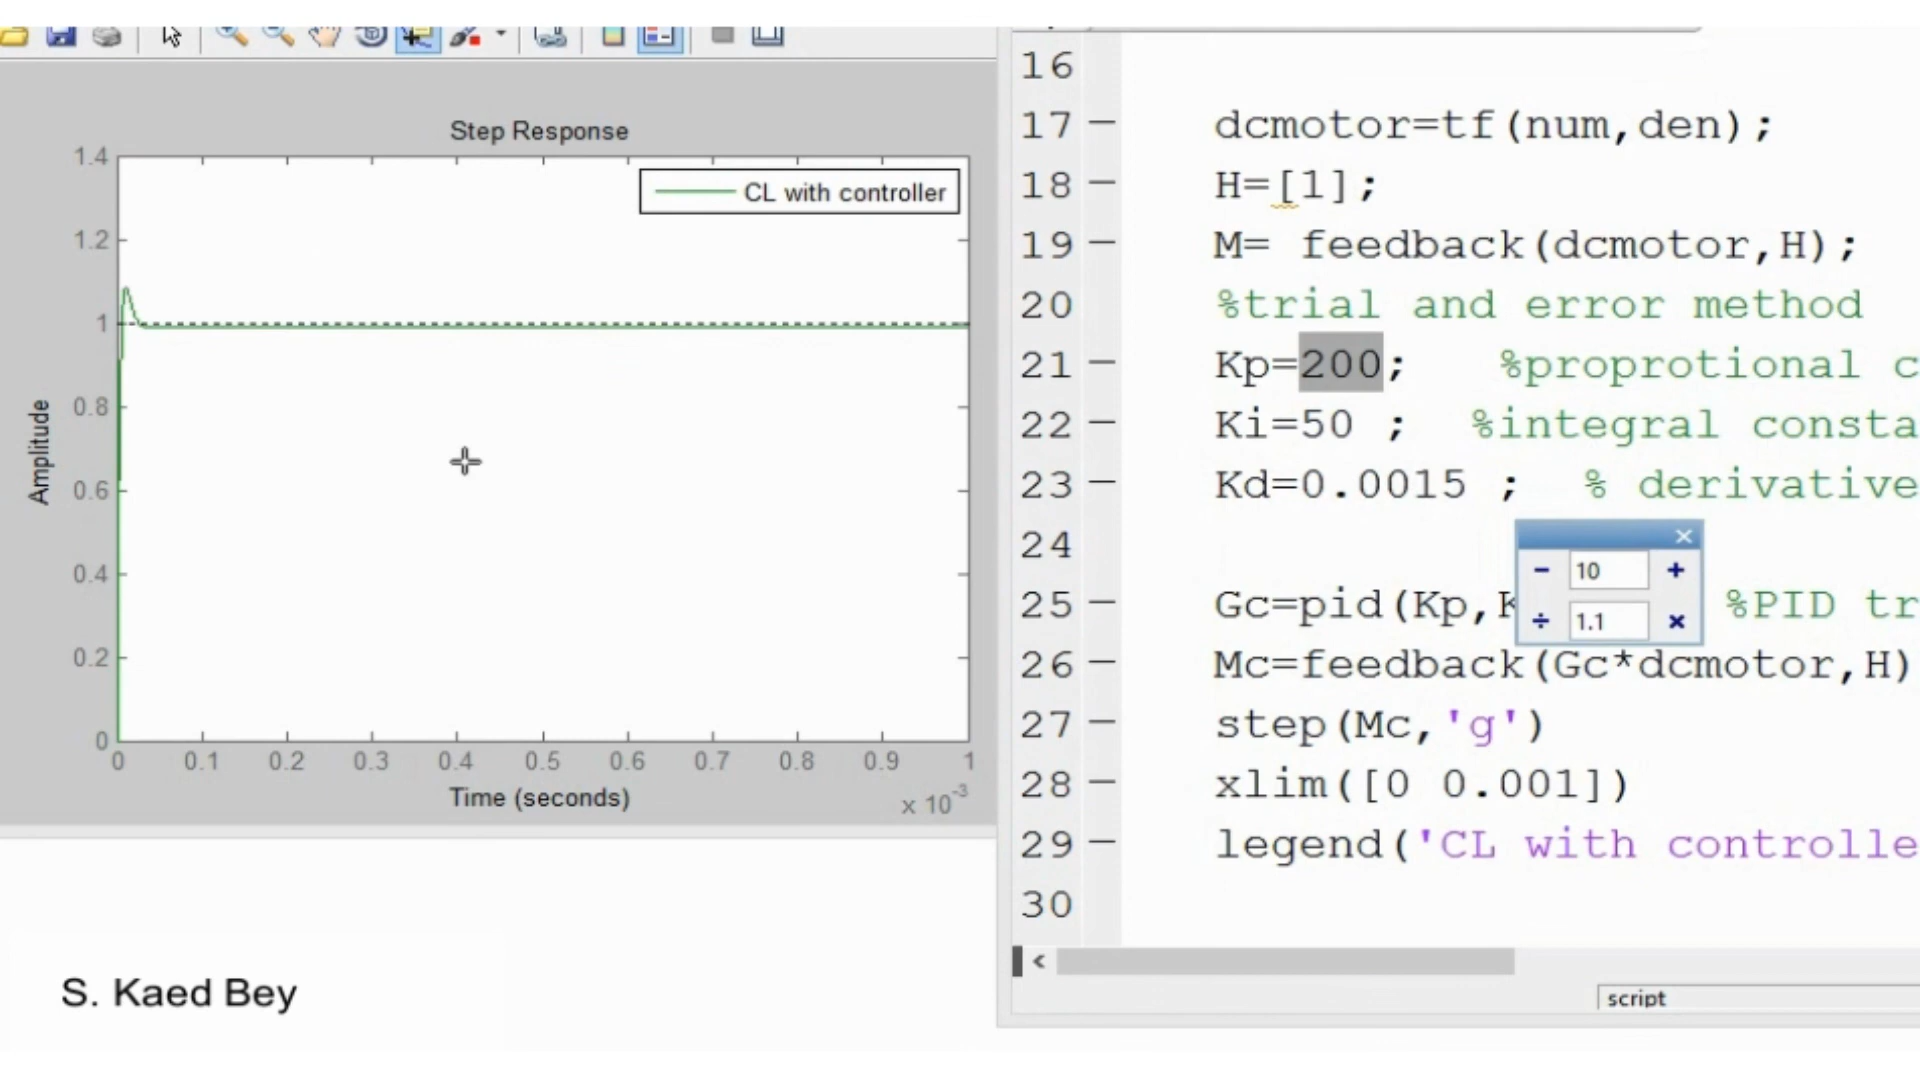 Step Response
CL with controller
1.4
1.2
1
0.8
0.6
0.4
0.2
0
Amplitude
0 0.1 0.2 0.3 0.4 0.5 0.6 0.7 0.8 0.9 1
Time (seconds)
x 10^-3
S. Kaed Bey
16
17 – dcmotor=tf(num,den);
18 – H=[1];
19 – M= feedback(dcmotor,H);
20 %trial and error method
21 – Kp=200; %proprotional c
22 – Ki=50 ; %integral consta
23 – Kd=0.0015 ; % derivative
24
25 – Gc=pid(Kp,K %PID tr
26 – Mc=feedback(Gc*dcmotor,H)
27 – step(Mc,'g')
28 – xlim([0 0.001])
29 – legend('CL with controlle
30
− 10 +
÷ 1.1 ×
script